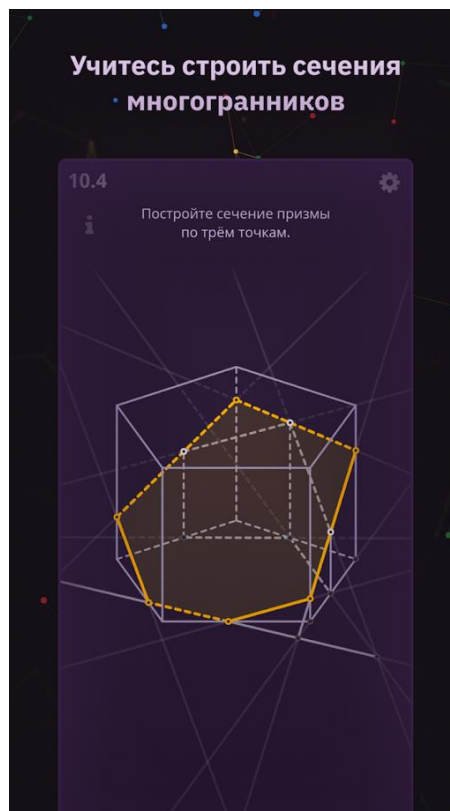 Учитесь строить сечения
многогранников
10.4
Постройте сечение призмы
по трём точкам.